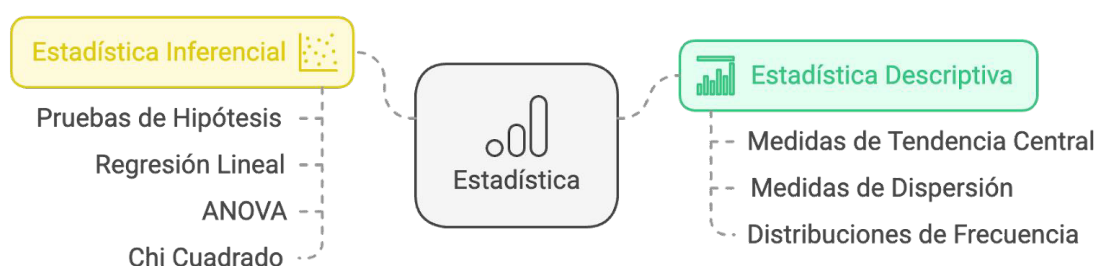 Estadística Inferencial
Pruebas de Hipótesis
Regresión Lineal
ANOVA
Chi Cuadrado
Estadística
Estadística Descriptiva
Medidas de Tendencia Central
Medidas de Dispersión
Distribuciones de Frecuencia